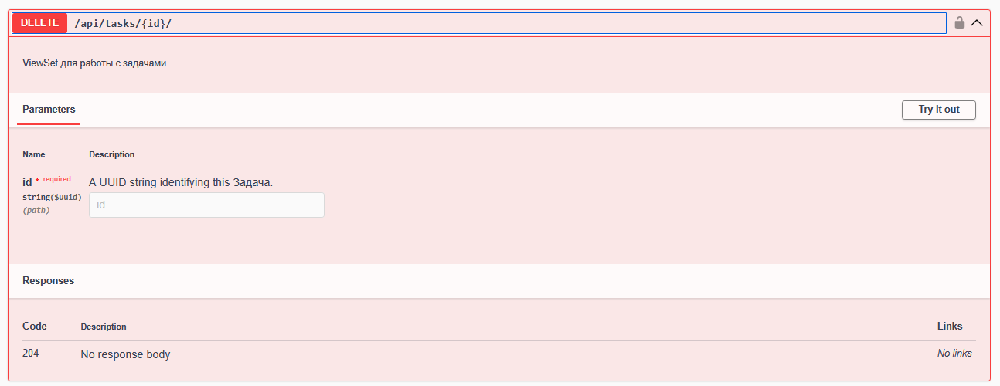 DELETE /api/tasks/{id}/
ViewSet для работы с задачами
Parameters Try it out
Name Description
id * required A UUID string identifying this Задача.
string($uuid)
(path) id
Responses
Code Description Links
204 No response body No links